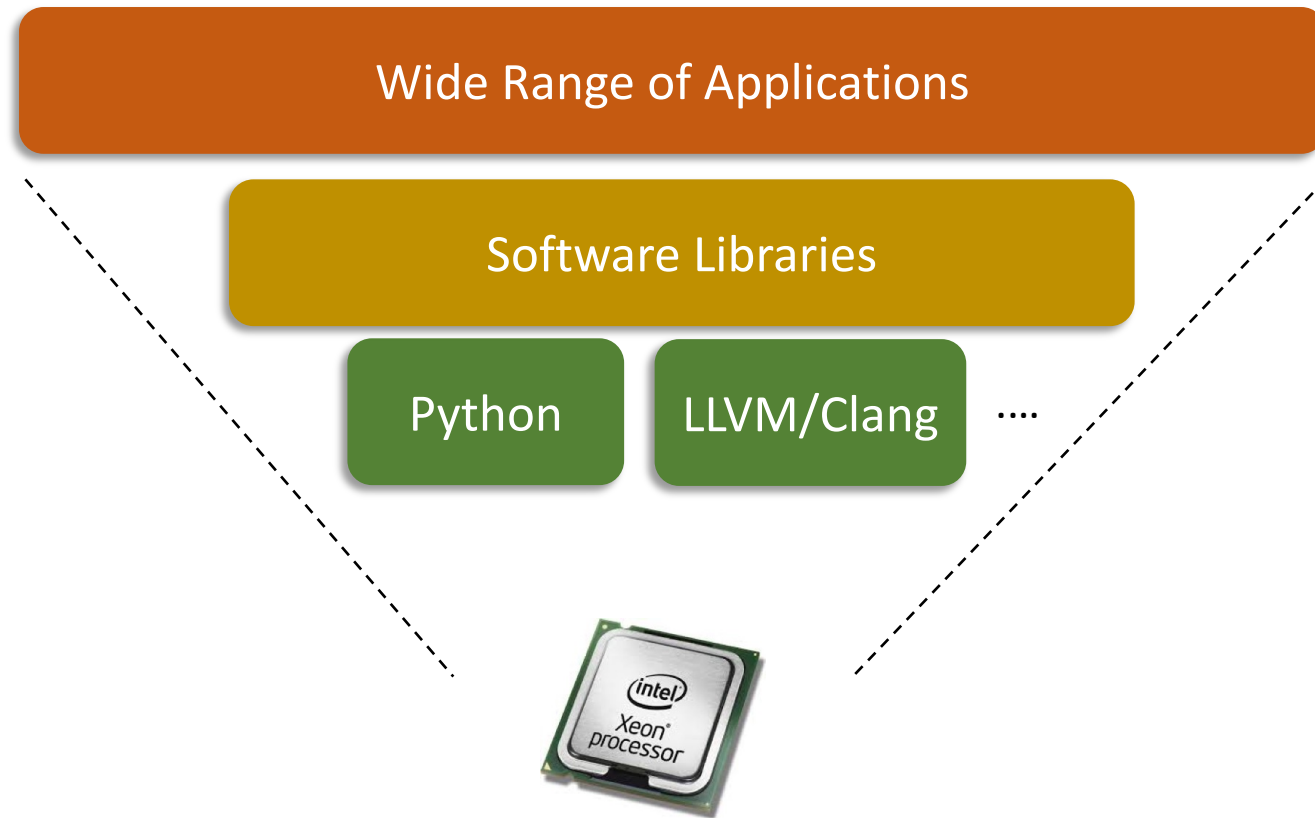 Wide Range of Applications
Software Libraries
Python
LLVM/Clang
....
intel
Xeon®
processor